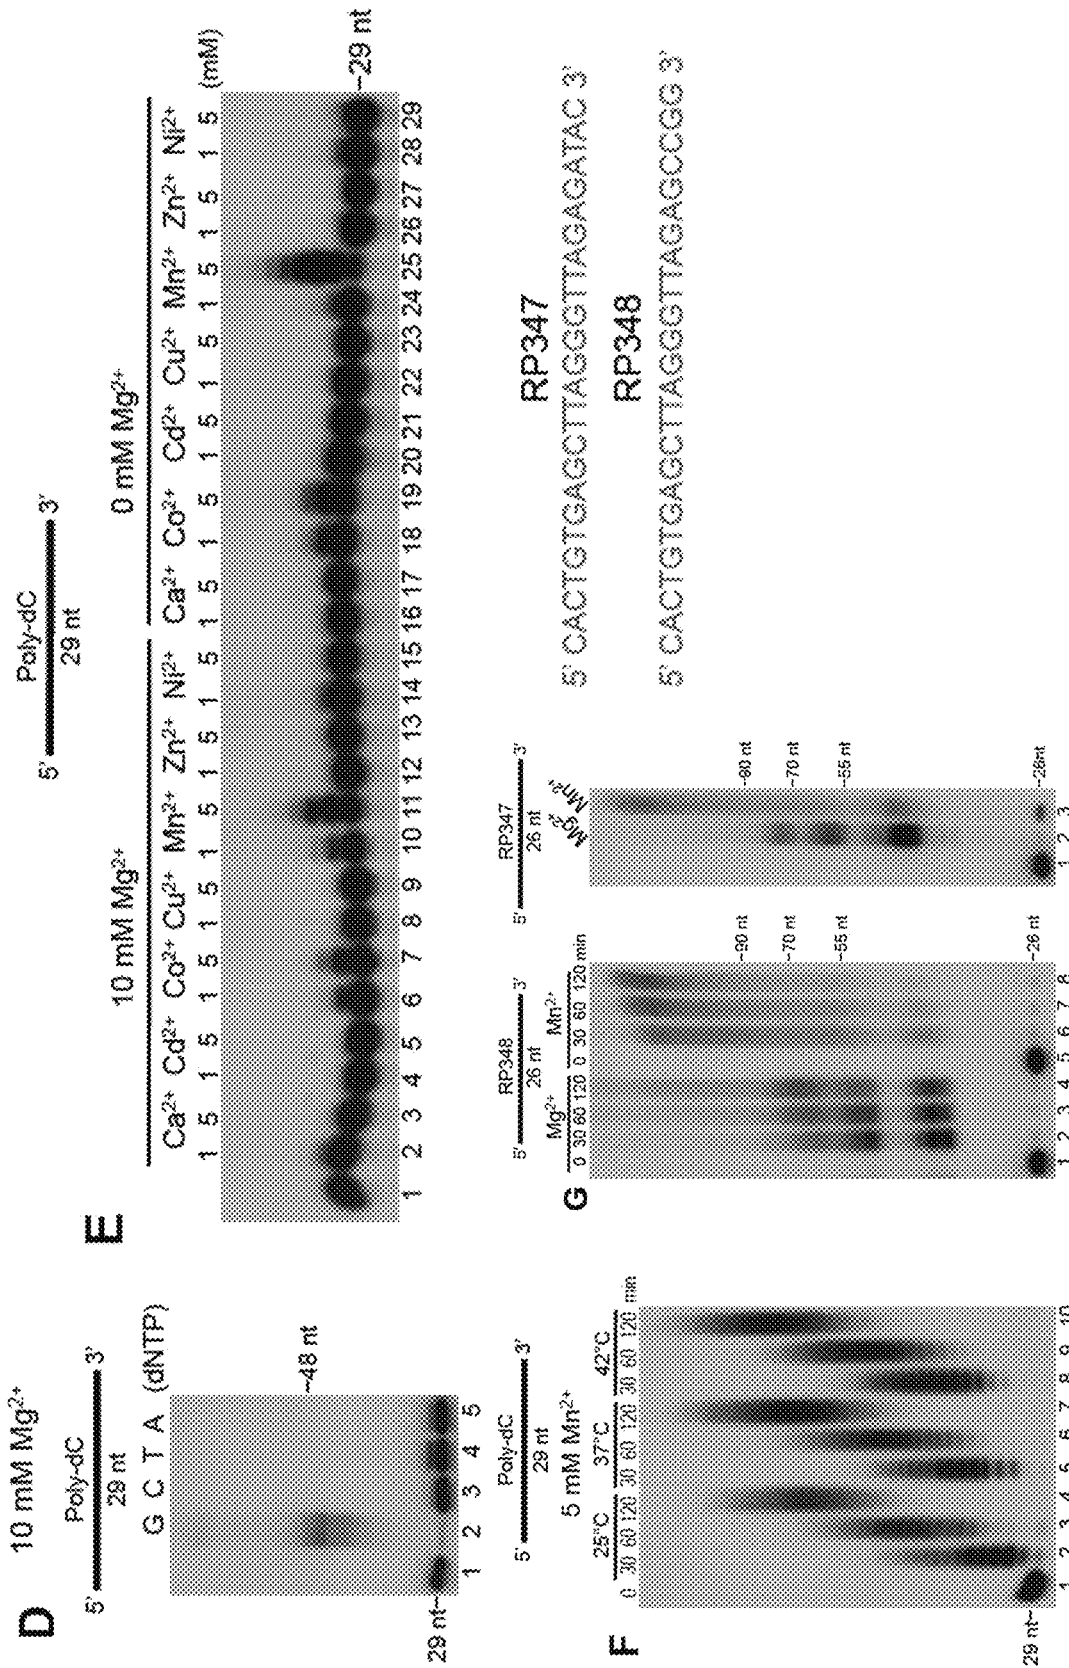 D
10 mM Mg²⁺
Poly-dC
5' 3'
29 nt
G C T A (dNTP)
~48 nt
29 nt~
1 2 3 4 5
E
Poly-dC
5' 3'
29 nt
10 mM Mg²⁺ 0 mM Mg²⁺
Ca²⁺ Cd²⁺ Co²⁺ Cu²⁺ Mn²⁺ Zn²⁺ Ni²⁺ Ca²⁺ Co²⁺ Cd²⁺ Cu²⁺ Mn²⁺ Zn²⁺ Ni²⁺
1 5 1 5 1 5 1 5 1 5 1 5 1 5 1 5 1 5 1 5 1 5 1 5 1 5 1 5 (mM)
~29 nt
1 2 3 4 5 6 7 8 9 10 11 12 13 14 15 16 17 18 19 20 21 22 23 24 25 26 27 28 29
F
Poly-dC
5' 3'
29 nt
5 mM Mn²⁺
25°C 37°C 42°C
0 30 60 120 30 60 120 30 60 120 min
29 nt~
1 2 3 4 5 6 7 8 9 10
G
RP348
5' 3'
26 nt
Mg²⁺ Mn²⁺
0 30 60 120 0 30 60 120 min
~90 nt
~70 nt
~55 nt
~26 nt
1 2 3 4 5 6 7 8
RP347
5' 3'
26 nt
Mg²⁺ Mn²⁺
~90 nt
~70 nt
~55 nt
~26nt
1 2 3
RP347
5' CACTGTGAGCTTAGGGTTAGAGATAC 3'
RP348
5' CACTGTGAGCTTAGGGTTAGAGCCGG 3'